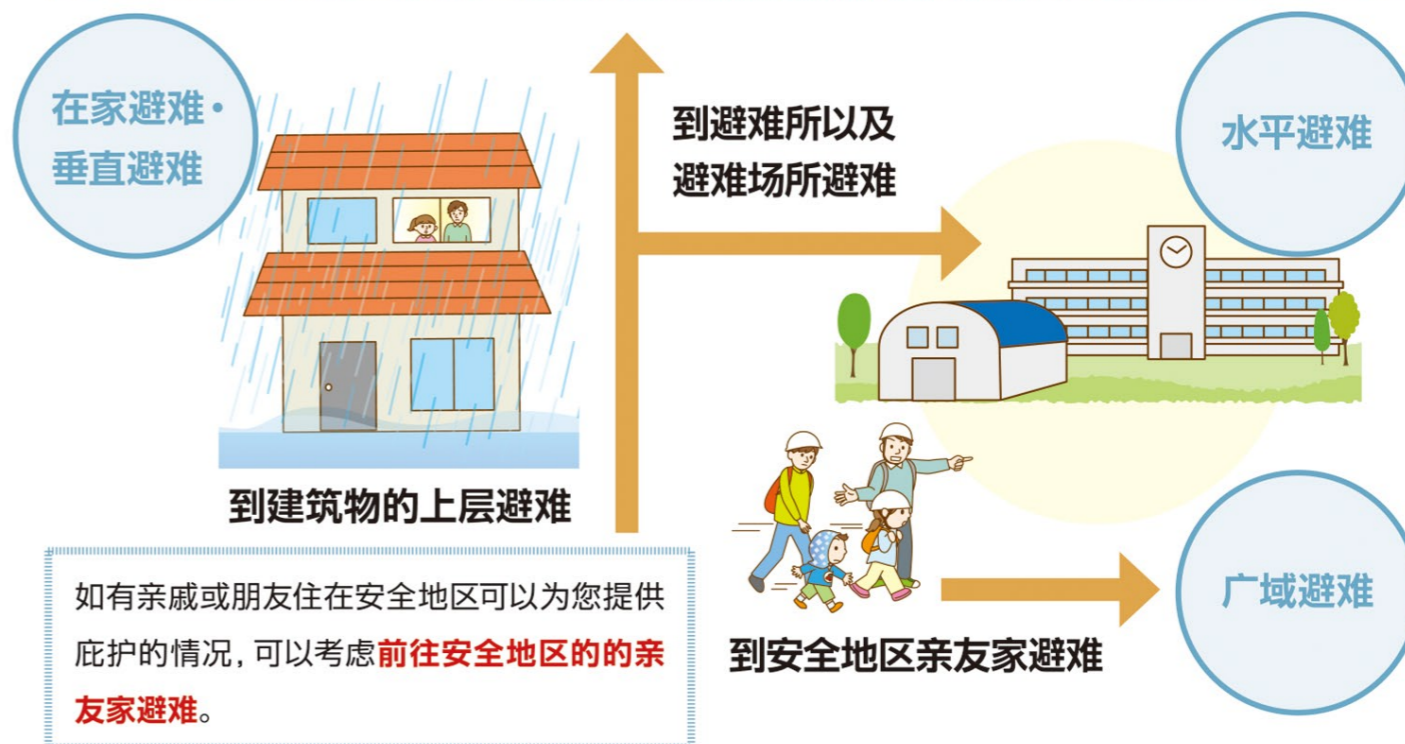 在家避难・
垂直避难
到避难所以及
避难场所避难
水平避难
到建筑物的上层避难
如有亲戚或朋友住在安全地区可以为您提供
庇护的情况，可以考虑前往安全地区的的亲
友家避难。
到安全地区亲友家避难
广域避难